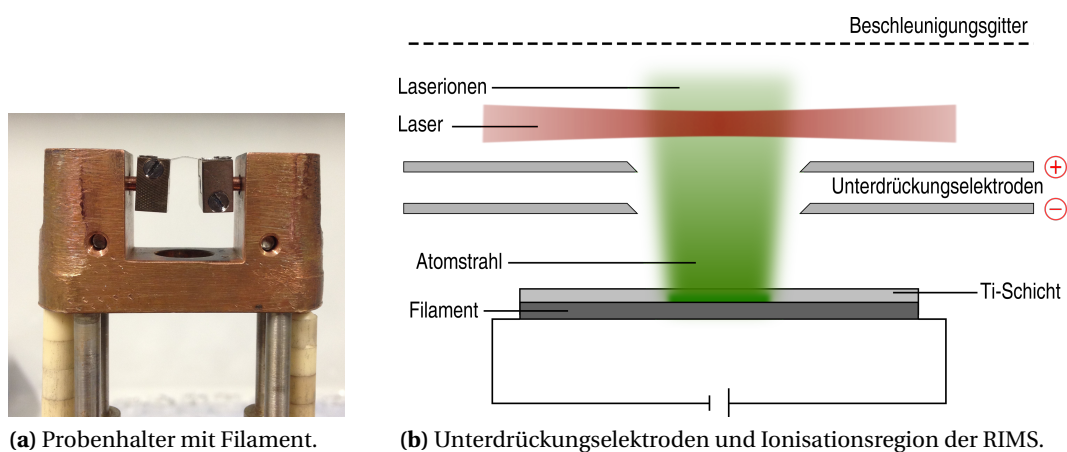 Beschleunigungsgitter
Laserionen
Laser
+
Unterdrückungselektroden
−
Atomstrahl
Ti-Schicht
Filament
(a) Probenhalter mit Filament.
(b) Unterdrückungselektroden und Ionisationsregion der RIMS.